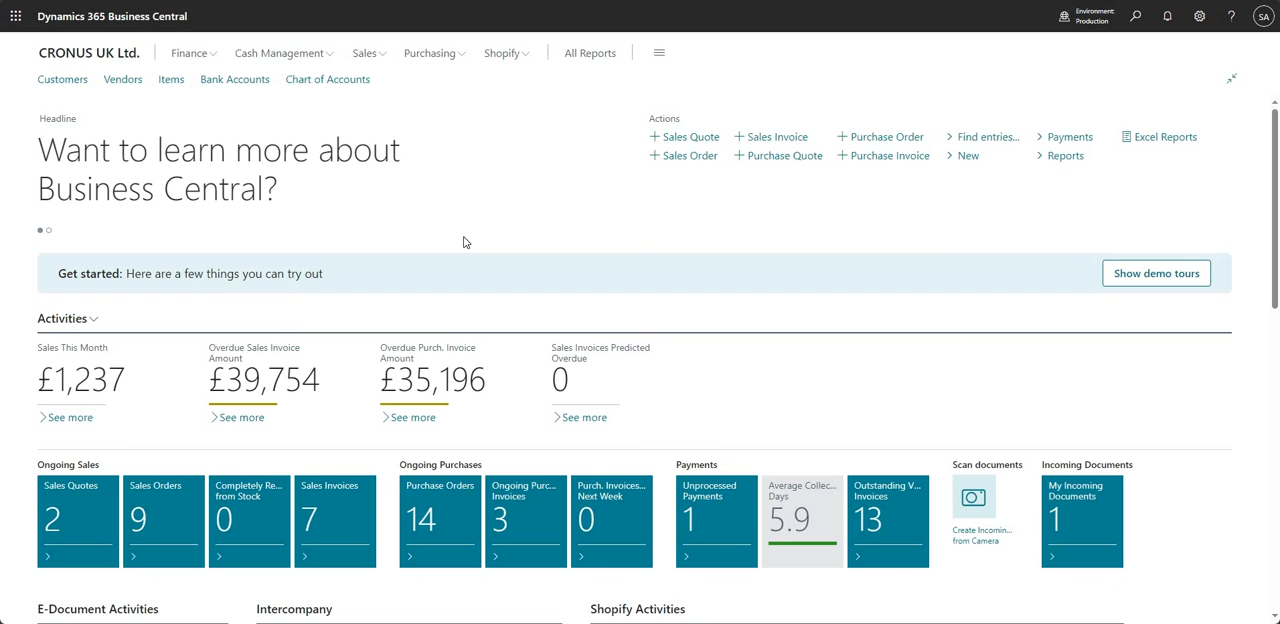 Dynamics 365 Business Central
Environment:
Production
SA
CRONUS UK Ltd.
Finance
Cash Management
Sales
Purchasing
Shopify
All Reports
Customers
Vendors
Items
Bank Accounts
Chart of Accounts
Headline
Want to learn more about
Business Central?
Actions
+ Sales Quote
+ Sales Invoice
+ Purchase Order
> Find entries...
> Payments
Excel Reports
+ Sales Order
+ Purchase Quote
+ Purchase Invoice
> New
> Reports
Get started: Here are a few things you can try out
Show demo tours
Activities
Sales This Month
£1,237
> See more
Overdue Sales Invoice
Amount
£39,754
> See more
Overdue Purch. Invoice
Amount
£35,196
> See more
Sales Invoices Predicted
Overdue
0
> See more
Ongoing Sales
Sales Quotes
2
Sales Orders
9
Completely Re...
from Stock
0
Sales Invoices
7
Ongoing Purchases
Purchase Orders
14
Ongoing Purc...
Invoices
3
Purch. Invoices...
Next Week
0
Payments
Unprocessed
Payments
1
Average Collec...
Days
5.9
Outstanding V...
Invoices
13
Scan documents
Create Incomin...
from Camera
Incoming Documents
My Incoming
Documents
1
E-Document Activities
Intercompany
Shopify Activities